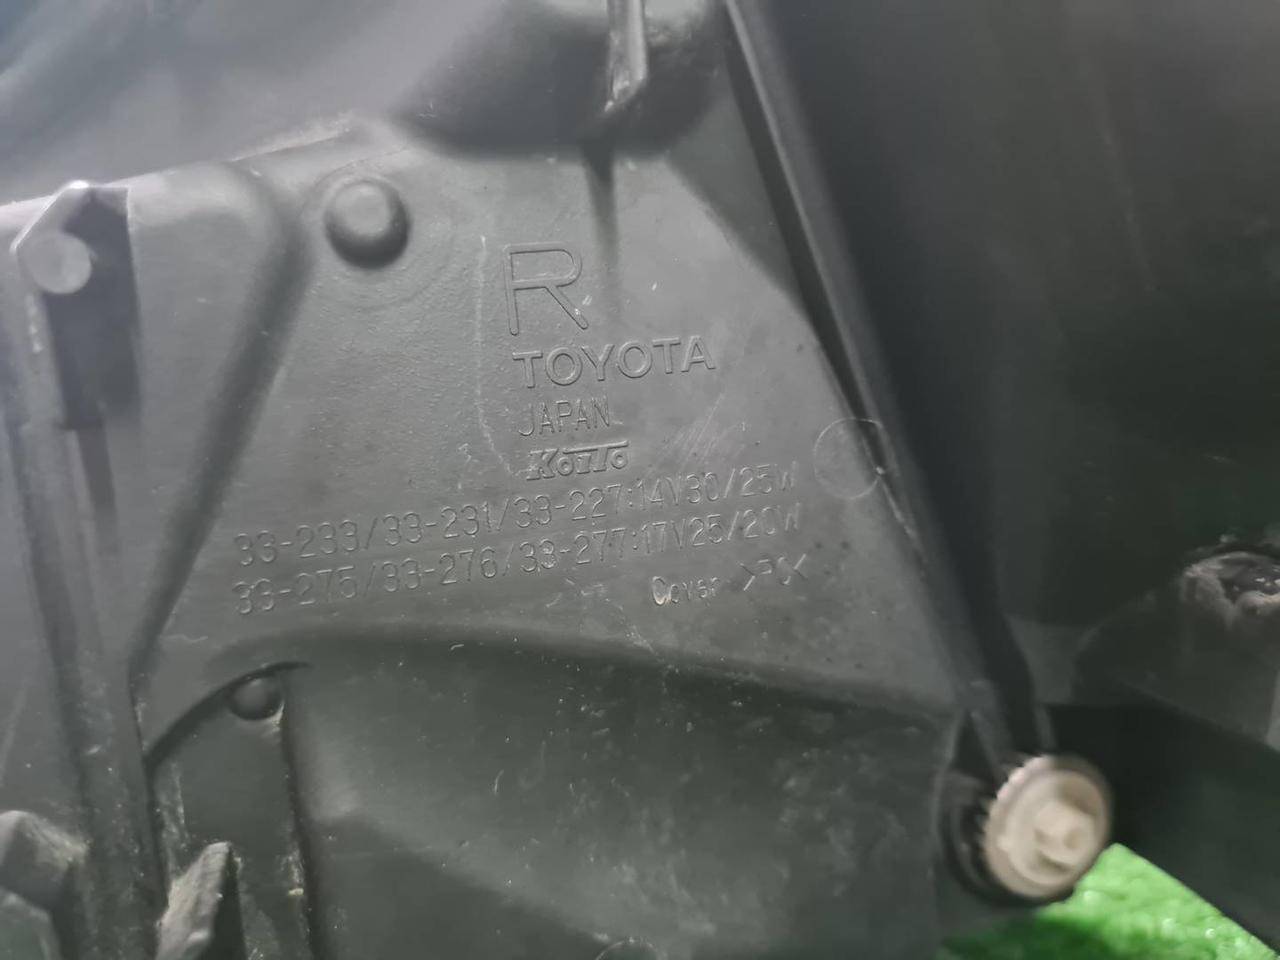 R
TOYOTA
JAPAN
KOITO
33-233/33-231/33-227:14V30/25W
33-275/33-276/33-277:17V25/20W
Cover >PC<